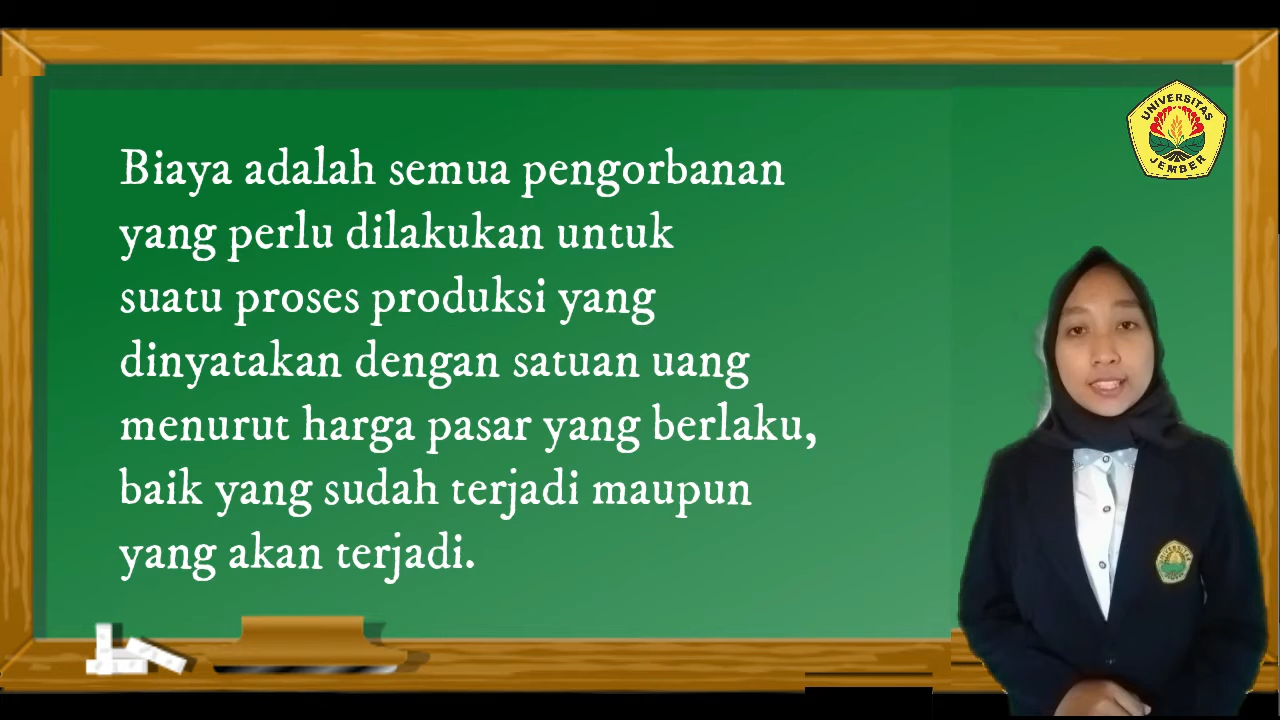 Biaya adalah semua pengorbanan
yang perlu dilakukan untuk
suatu proses produksi yang
dinyatakan dengan satuan uang
menurut harga pasar yang berlaku,
baik yang sudah terjadi maupun
yang akan terjadi.
UNIVERSITAS
JEMBER
UNIVERSITAS